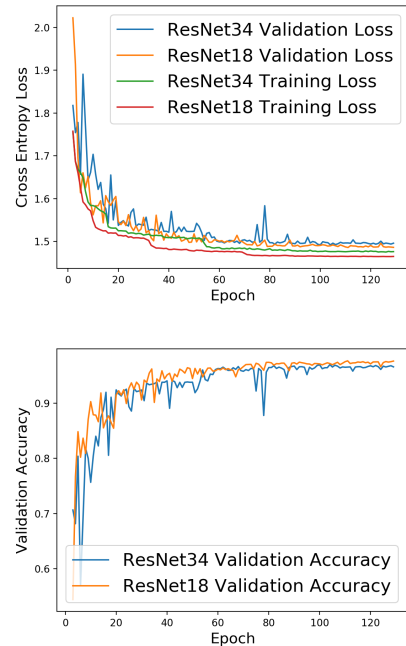 2.0
1.9
1.8
1.7
1.6
1.5
Cross Entropy Loss
ResNet34 Validation Loss
ResNet18 Validation Loss
ResNet34 Training Loss
ResNet18 Training Loss
0 20 40 60 80 100 120
Epoch
0.9
0.8
0.7
0.6
Validation Accuracy
ResNet34 Validation Accuracy
ResNet18 Validation Accuracy
0 20 40 60 80 100 120
Epoch